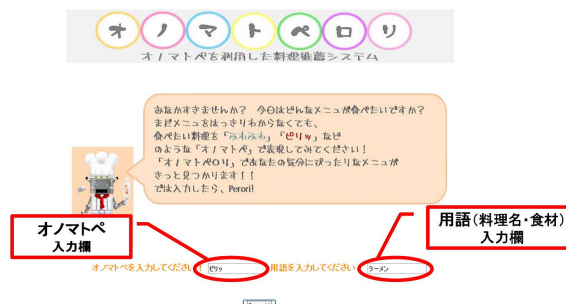 オノマトペロリ
オノマトペを利用した料理推薦システム
おなかすきませんか? 今日はどんなメニューが食べたいですか?
まだメニューをはっきりわからなくても、
食べたい料理を「ふわふわ」「ピリッ」など
のような「オノマトペ」で表現してみてください!
「オノマトペロリ」であなたの気分にぴったりなメニューが
きっと見つかります!!
では入力したら、Perori!
オノマトペ
入力欄
用語(料理名・食材)
入力欄
オノマトペを入力してください ピリッ 用語を入力してください ラーメン